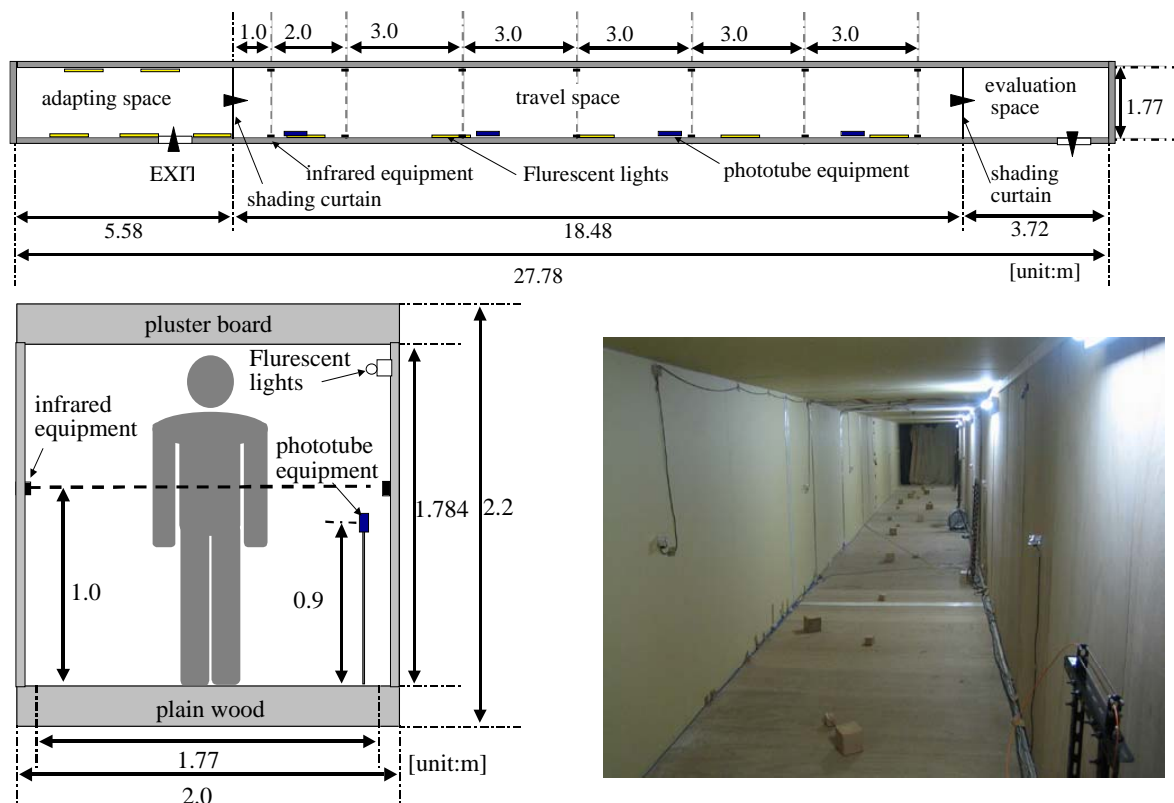 1.0
2.0
3.0
3.0
3.0
3.0
3.0
adapting space
travel space
evaluation
space
1.77
EXIT
infrared equipment
Flurescent lights
phototube equipment
shading
curtain
shading curtain
5.58
18.48
3.72
27.78
[unit:m]
pluster board
Flurescent
lights
infrared
equipment
phototube
equipment
1.784
2.2
1.0
0.9
plain wood
1.77
[unit:m]
2.0